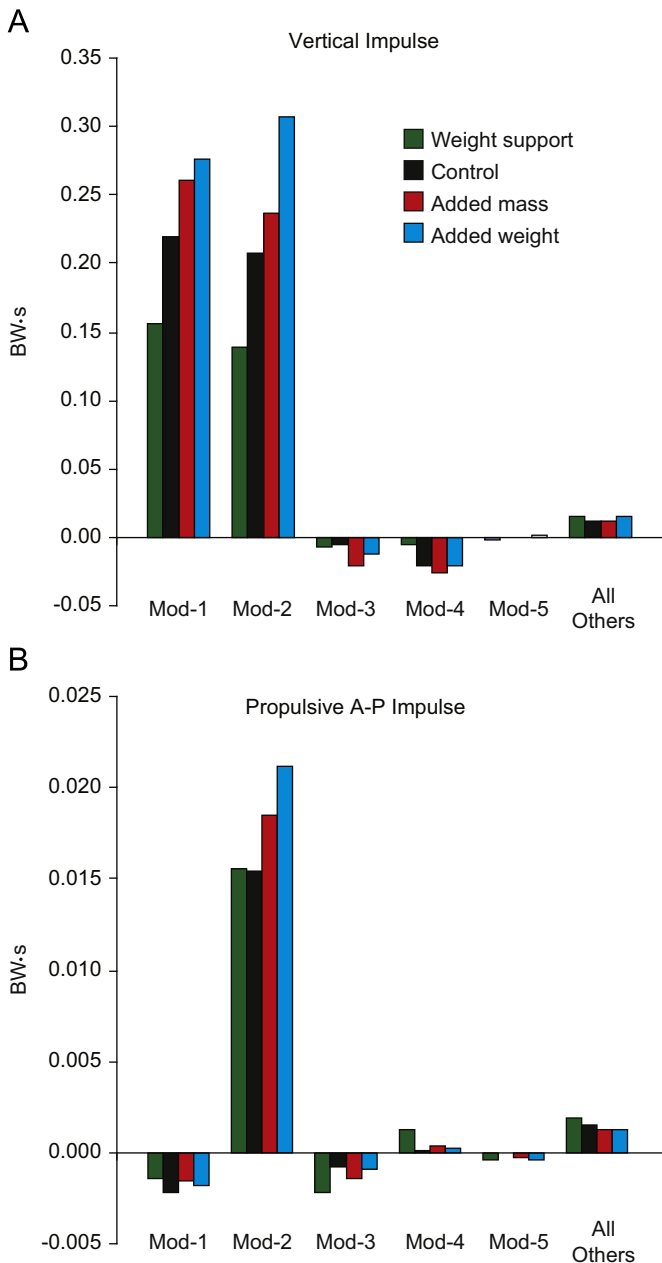 A
Vertical Impulse
0.35
0.30
0.25
0.20
0.15
0.10
0.05
0.00
-0.05
BW·s
Weight support
Control
Added mass
Added weight
Mod-1 Mod-2 Mod-3 Mod-4 Mod-5 All
Others
B
Propulsive A-P Impulse
0.025
0.020
0.015
0.010
0.005
0.000
-0.005
BW·s
Mod-1 Mod-2 Mod-3 Mod-4 Mod-5 All
Others